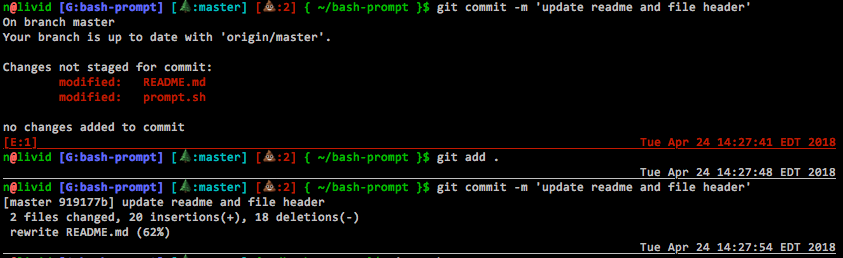 n@livid [G:bash-prompt] [🌲:master] [💩:2] { ~/bash-prompt }$ git commit -m 'update readme and file header'
On branch master
Your branch is up to date with 'origin/master'.
Changes not staged for commit:
modified: README.md
modified: prompt.sh
no changes added to commit
[E:1] Tue Apr 24 14:27:41 EDT 2018
n@livid [G:bash-prompt] [🌲:master] [💩:2] { ~/bash-prompt }$ git add .
Tue Apr 24 14:27:48 EDT 2018
n@livid [G:bash-prompt] [🌲:master] [💩:2] { ~/bash-prompt }$ git commit -m 'update readme and file header'
[master 919177b] update readme and file header
2 files changed, 20 insertions(+), 18 deletions(-)
rewrite README.md (62%)
Tue Apr 24 14:27:54 EDT 2018